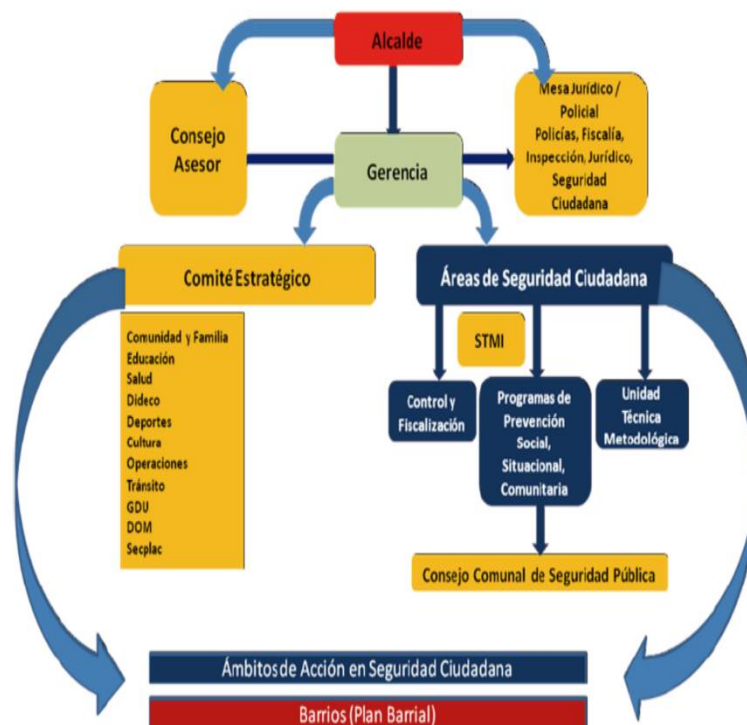 Alcalde
Consejo
Asesor
Mesa Jurídico /
Policial
Policías, Fiscalía,
Inspección, Jurídico,
Seguridad
Ciudadana
Gerencia
Comité Estratégico
Áreas de Seguridad Ciudadana
Comunidad y Familia
Educación
Salud
Dideco
Deportes
Cultura
Operaciones
Tránsito
GDU
DOM
Secplac
STMI
Control y
Fiscalización
Programas de
Prevención
Social,
Situacional,
Comunitaria
Unidad
Técnica
Metodológica
Consejo Comunal de Seguridad Pública
Ámbitos de Acción en Seguridad Ciudadana
Barrios (Plan Barrial)